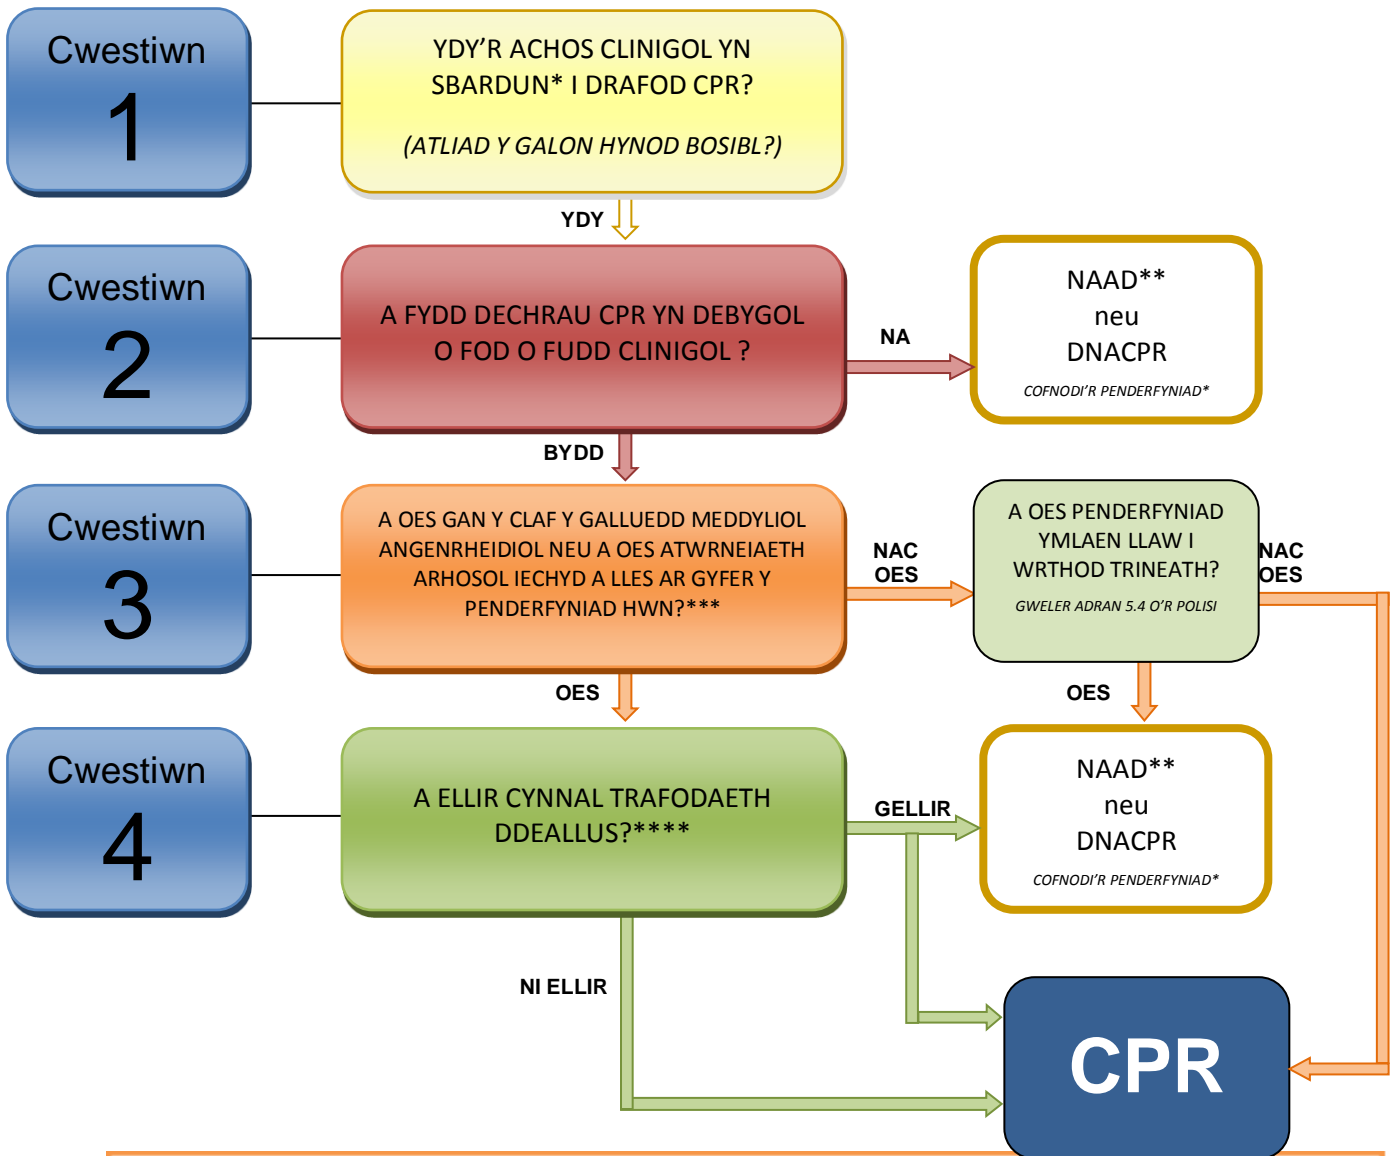 Cwestiwn
1
YDY’R ACHOS CLINIGOL YN
SBARDUN* I DRAFOD CPR?
(ATLIAD Y GALON HYNOD BOSIBL?)
YDY
Cwestiwn
2
A FYDD DECHRAU CPR YN DEBYGOL
O FOD O FUDD CLINIGOL ?
NA
NAAD**
neu
DNACPR
COFNODI’R PENDERFYNIAD*
BYDD
Cwestiwn
3
A OES GAN Y CLAF Y GALLUEDD MEDDYLIOL
ANGENRHEIDIOL NEU A OES ATWRNEIAETH
ARHOSOL IECHYD A LLES AR GYFER Y
PENDERFYNIAD HWN?***
NAC
OES
A OES PENDERFYNIAD
YMLAEN LLAW I
WRTHOD TRINEATH?
GWELER ADRAN 5.4 O’R POLISI
NAC
OES
OES
OES
Cwestiwn
4
A ELLIR CYNNAL TRAFODAETH
DDEALLUS?****
GELLIR
NAAD**
neu
DNACPR
COFNODI’R PENDERFYNIAD*
NI ELLIR
CPR